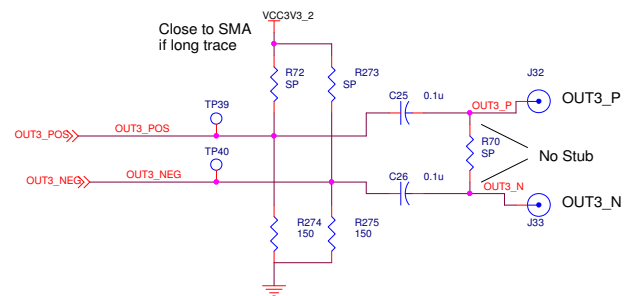 VCC3V3_2
Close to SMA
if long trace
R72
SP
R273
SP
J32
C25
0.1u
OUT3_P
OUT3_P
TP39
OUT3_POS
OUT3_POS
R70
SP
No Stub
TP40
OUT3_NEG
OUT3_NEG
C26
0.1u
OUT3_N
OUT3_N
J33
R274
150
R275
150